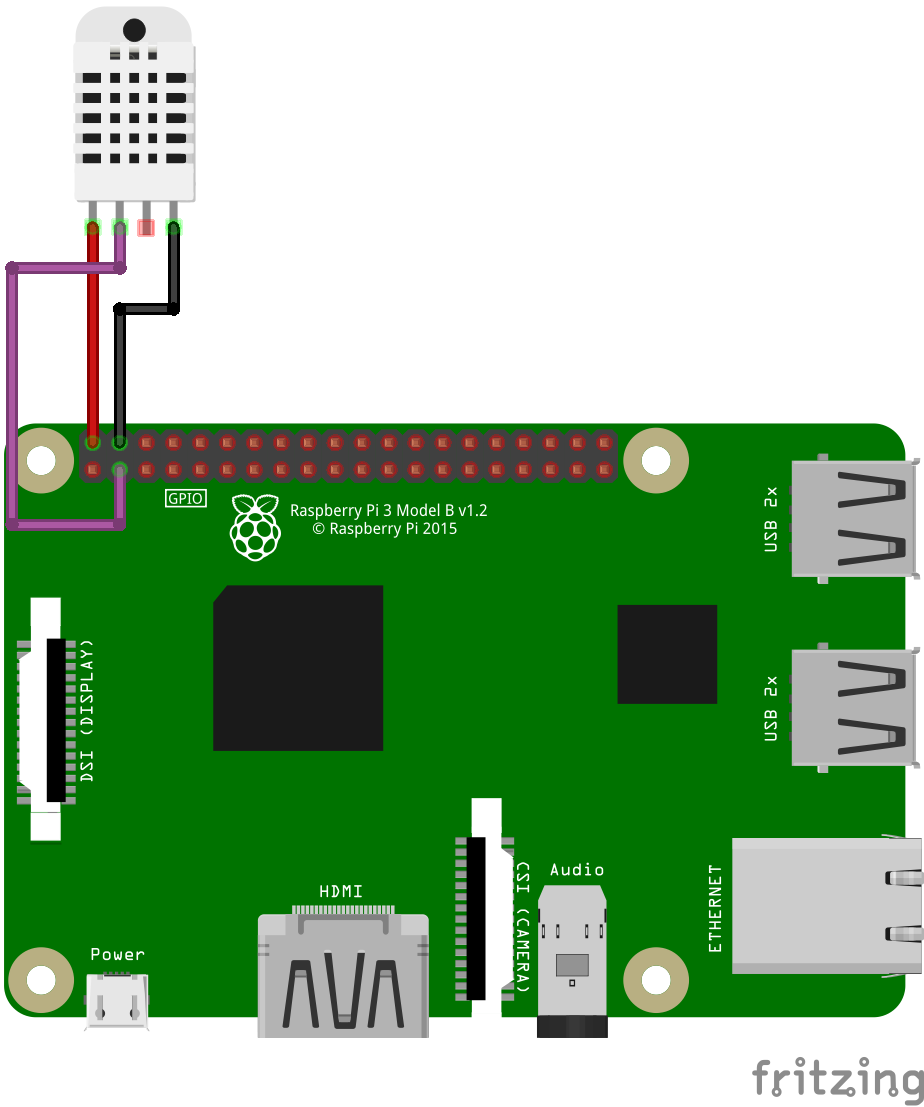 GPIO
Raspberry Pi 3 Model B v1.2
© Raspberry Pi 2015
USB 2x
DSI (DISPLAY)
USB 2x
CSI (CAMERA)
Audio
ETHERNET
HDMI
Power
fritzing